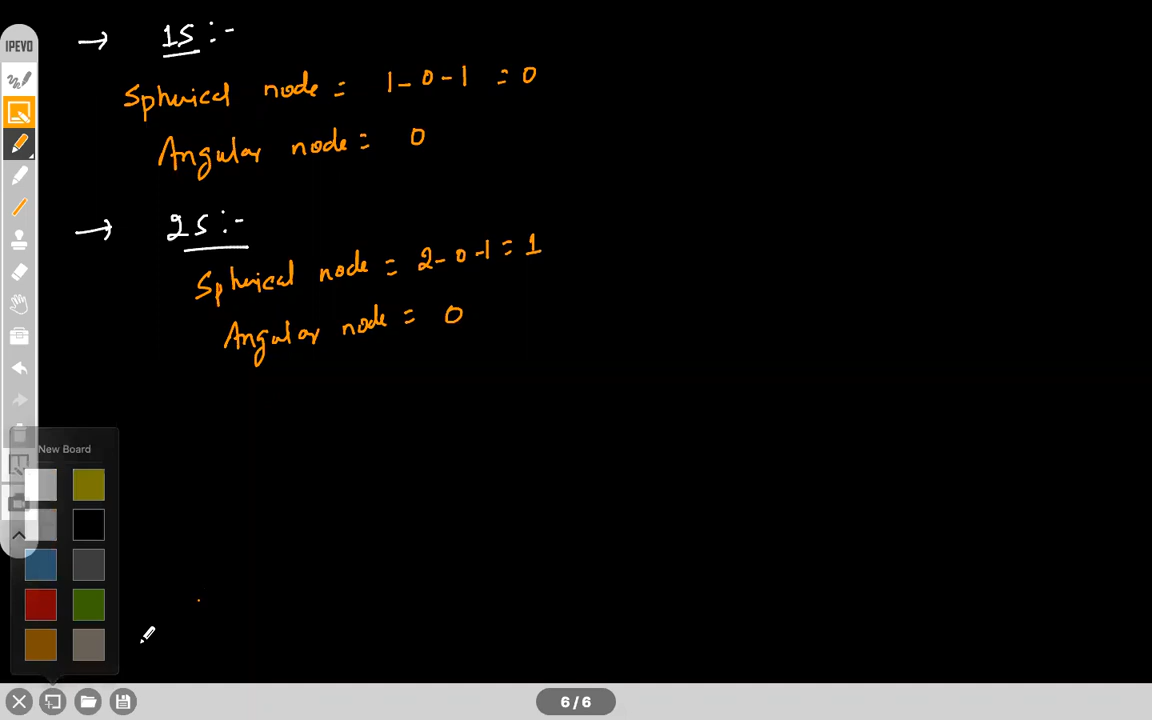 IPEVO
→ 1S :-
Spherical node = 1-0-1 = 0
Angular node = 0
→ 2S :-
Spherical node = 2-0-1 = 1
Angular node = 0
New Board
6 / 6